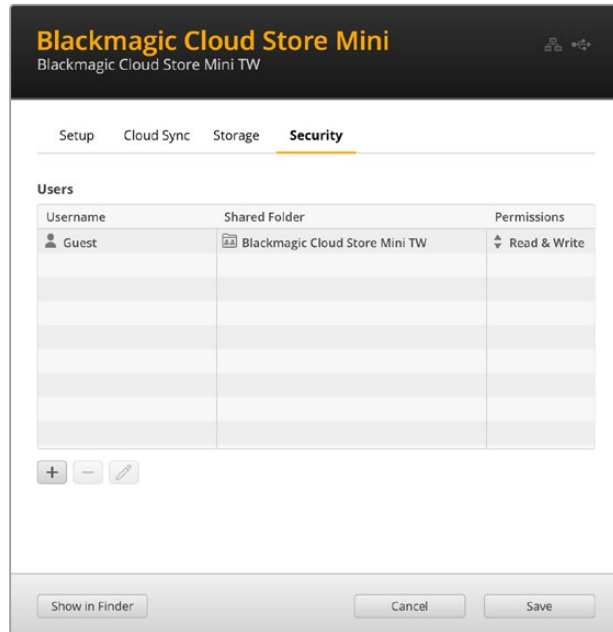 Blackmagic Cloud Store Mini
Blackmagic Cloud Store Mini TW
Setup Cloud Sync Storage Security
Users
Username Shared Folder Permissions
Guest Blackmagic Cloud Store Mini TW Read & Write
Show in Finder Cancel Save